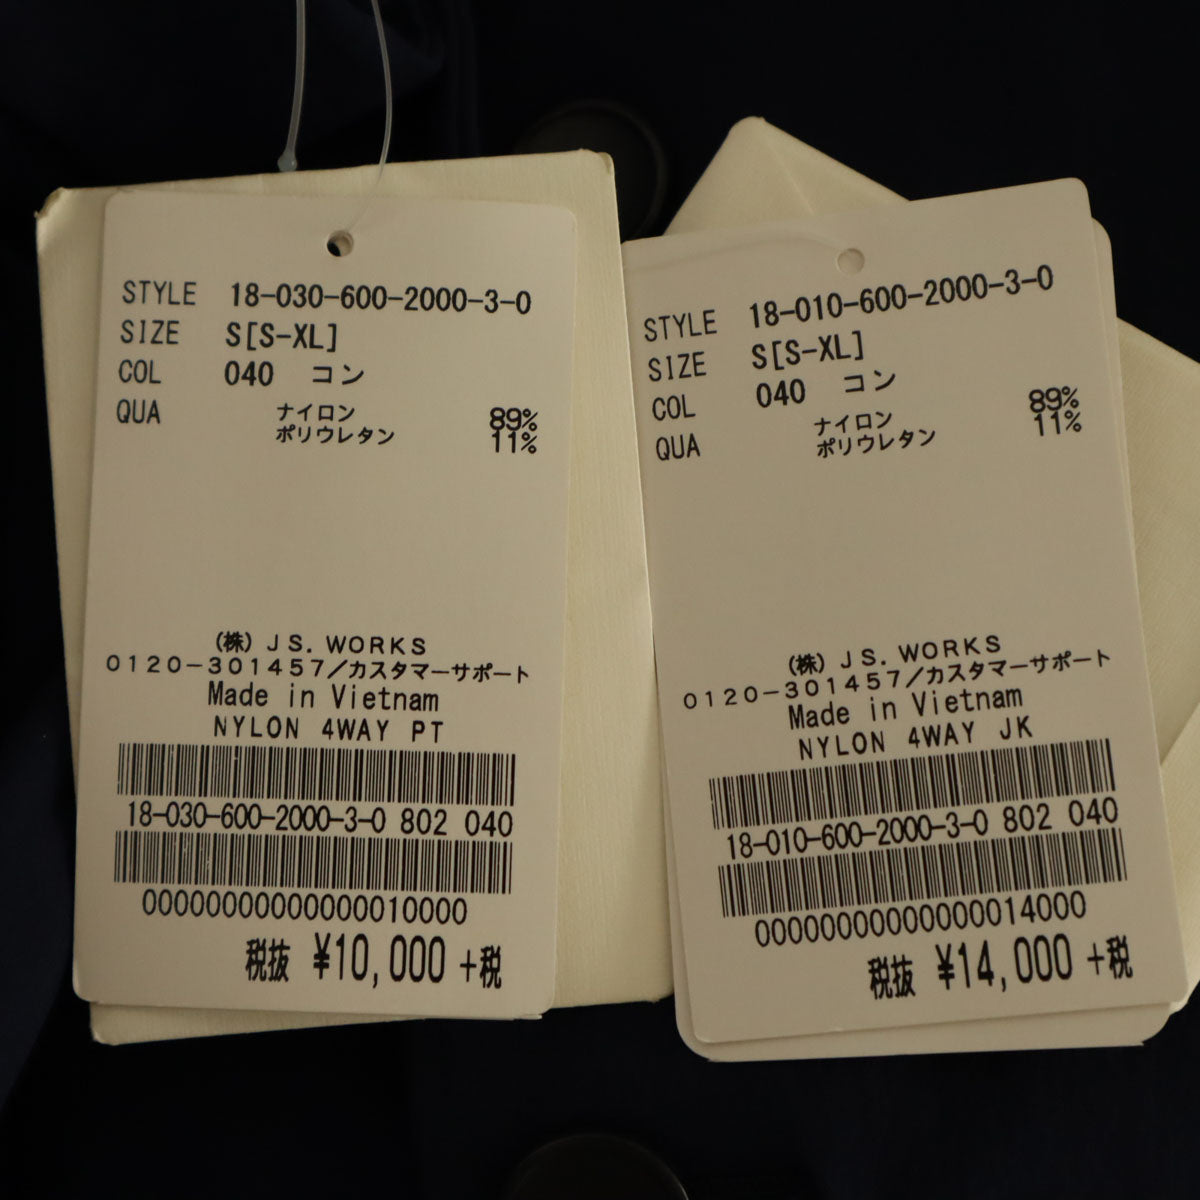 STYLE 18-030-600-2000-3-0
SIZE S[S-XL]
COL 040 コン
QUA ナイロン 89%
ポリウレタン 11%
(株) JS. WORKS
0120-301457/カスタマーサポート
Made in Vietnam
NYLON 4WAY PT
18-030-600-2000-3-0 802 040
00000000000000010000
税抜 ¥10,000 +税
STYLE 18-010-600-2000-3-0
SIZE S[S-XL]
COL 040 コン
QUA ナイロン 89%
ポリウレタン 11%
(株) JS. WORKS
0120-301457/カスタマーサポート
Made in Vietnam
NYLON 4WAY JK
18-010-600-2000-3-0 802 040
00000000000000014000
税抜 ¥14,000 +税